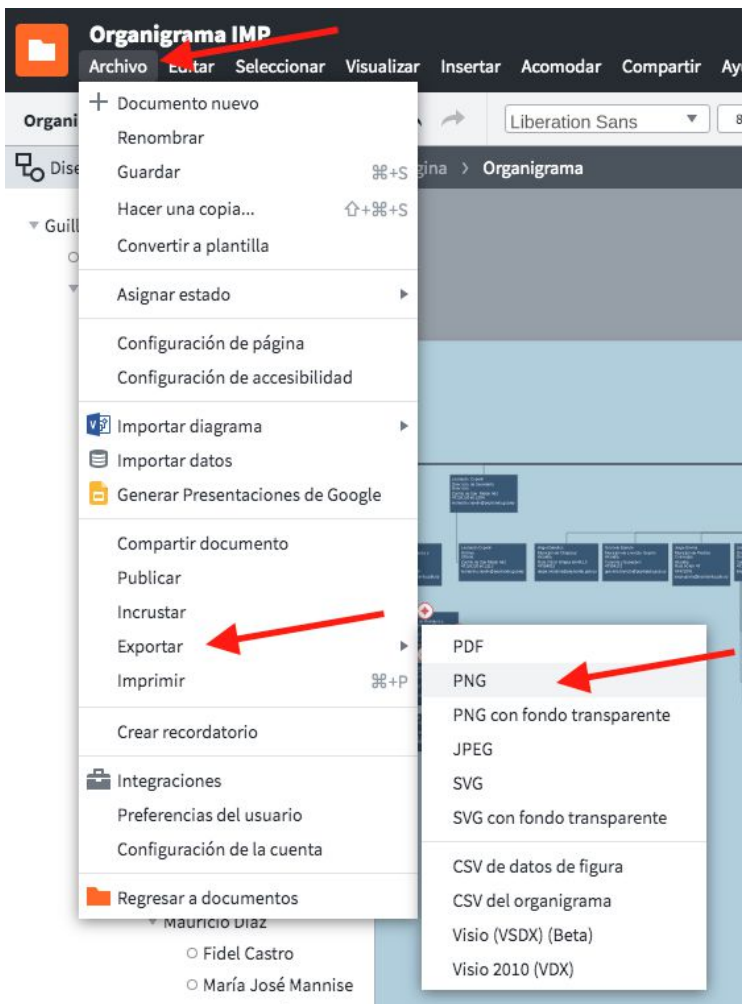 Organigrama IMP
Archivo Editar Seleccionar Visualizar Insertar Acomodar Compartir
Organi
Liberation Sans
8
Dise
Organigrama
Guill
Documento nuevo
Renombrar
Guardar ⌘+S
Hacer una copia... ⇧+⌘+S
Convertir a plantilla
Asignar estado
Configuración de página
Configuración de accesibilidad
Importar diagrama
Importar datos
Generar Presentaciones de Google
Compartir documento
Publicar
Incrustar
Exportar
Imprimir ⌘+P
Crear recordatorio
Integraciones
Preferencias del usuario
Configuración de la cuenta
Regresar a documentos
PDF
PNG
PNG con fondo transparente
JPEG
SVG
SVG con fondo transparente
CSV de datos de figura
CSV del organigrama
Visio (VSDX) (Beta)
Visio 2010 (VDX)
Mauricio Díaz
Fidel Castro
María José Mannise